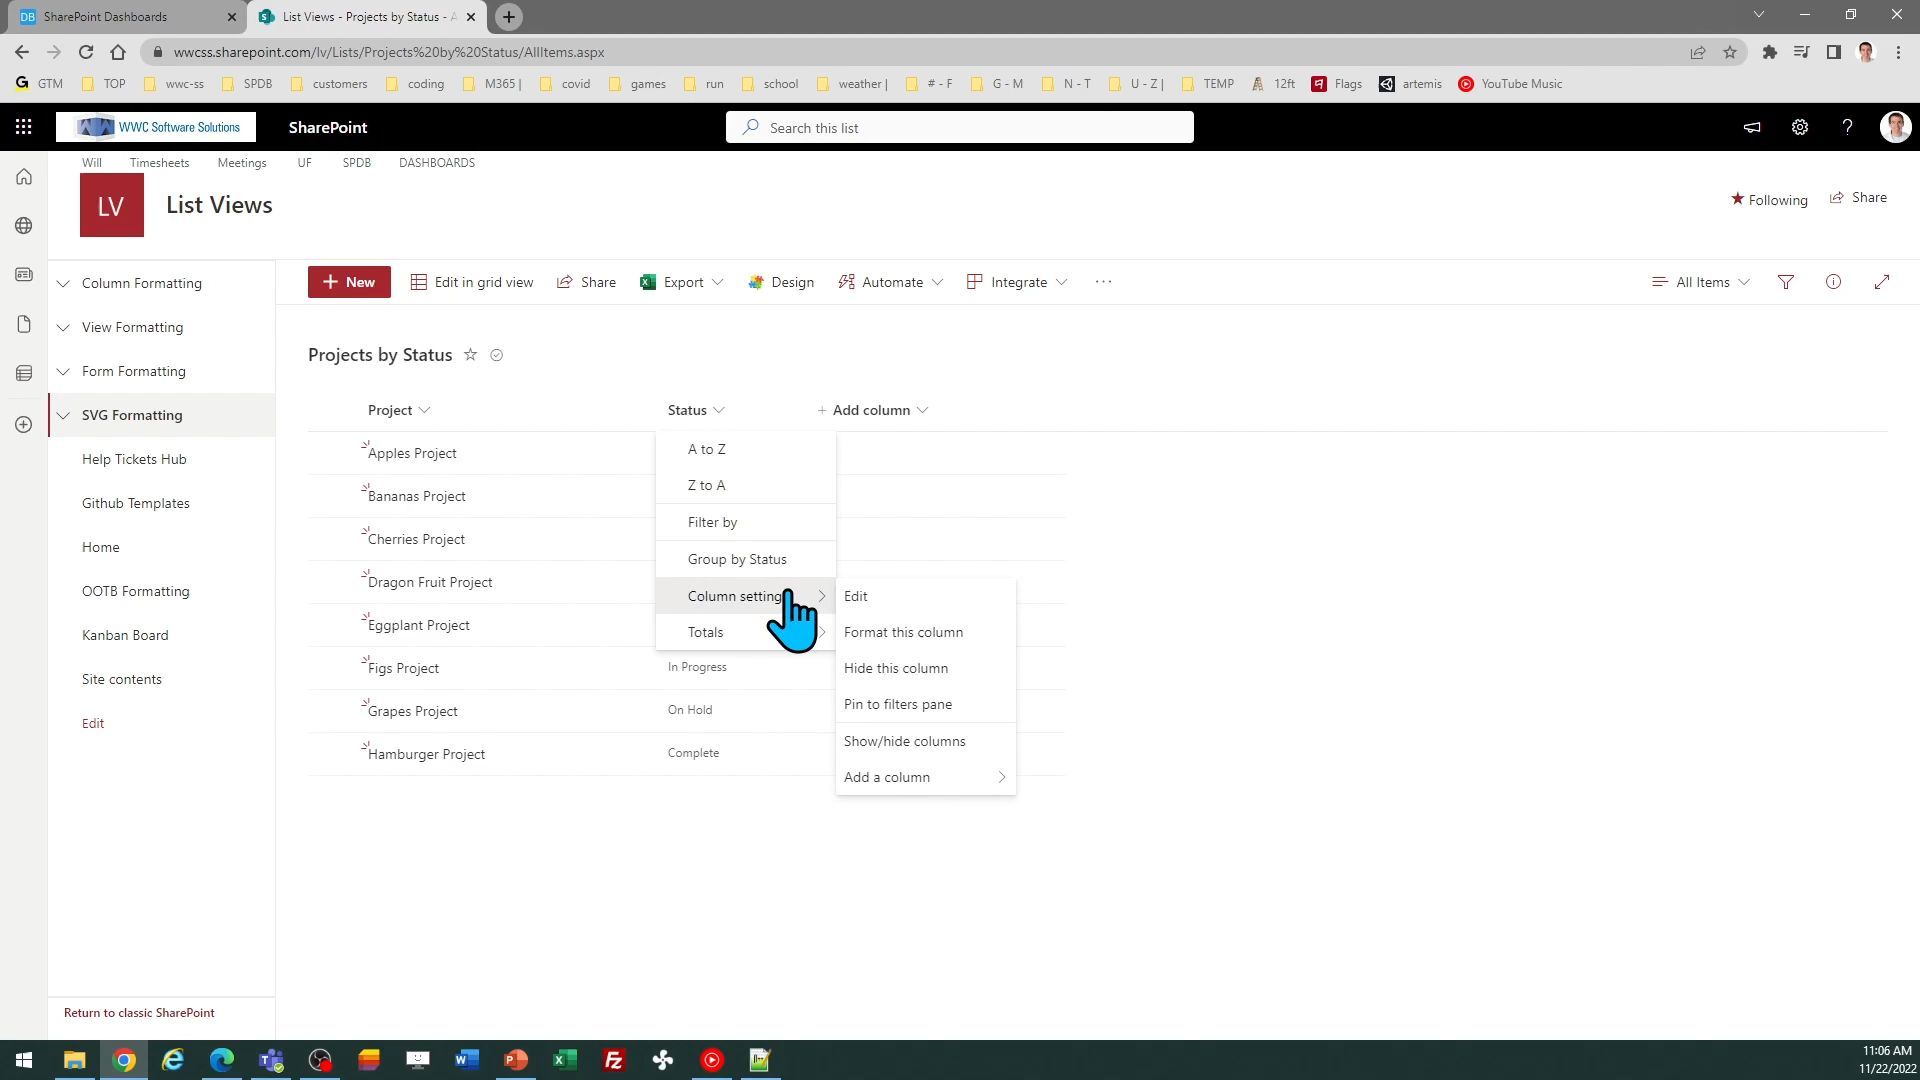 DB SharePoint Dashboards
List Views - Projects by Status - A
wwcss.sharepoint.com/lv/Lists/Projects%20by%20Status/AllItems.aspx
G GTM TOP wwc-ss SPDB customers coding M365 | covid games run school weather | # - F G - M N - T U - Z | TEMP 12ft Flags artemis YouTube Music
WWC Software Solutions SharePoint Search this list ?
Will Timesheets Meetings UF SPDB DASHBOARDS
LV List Views Following Share
Column Formatting
View Formatting
Form Formatting
SVG Formatting
Help Tickets Hub
Github Templates
Home
OOTB Formatting
Kanban Board
Site contents
Edit
Return to classic SharePoint
+ New Edit in grid view Share Export Design Automate Integrate ··· All Items
Projects by Status
Project Status + Add column
Apples Project
Bananas Project
Cherries Project
Dragon Fruit Project
Eggplant Project
Figs Project In Progress
Grapes Project On Hold
Hamburger Project Complete
A to Z
Z to A
Filter by
Group by Status
Column setting
Totals
Edit
Format this column
Hide this column
Pin to filters pane
Show/hide columns
Add a column
11:06 AM
11/22/2022